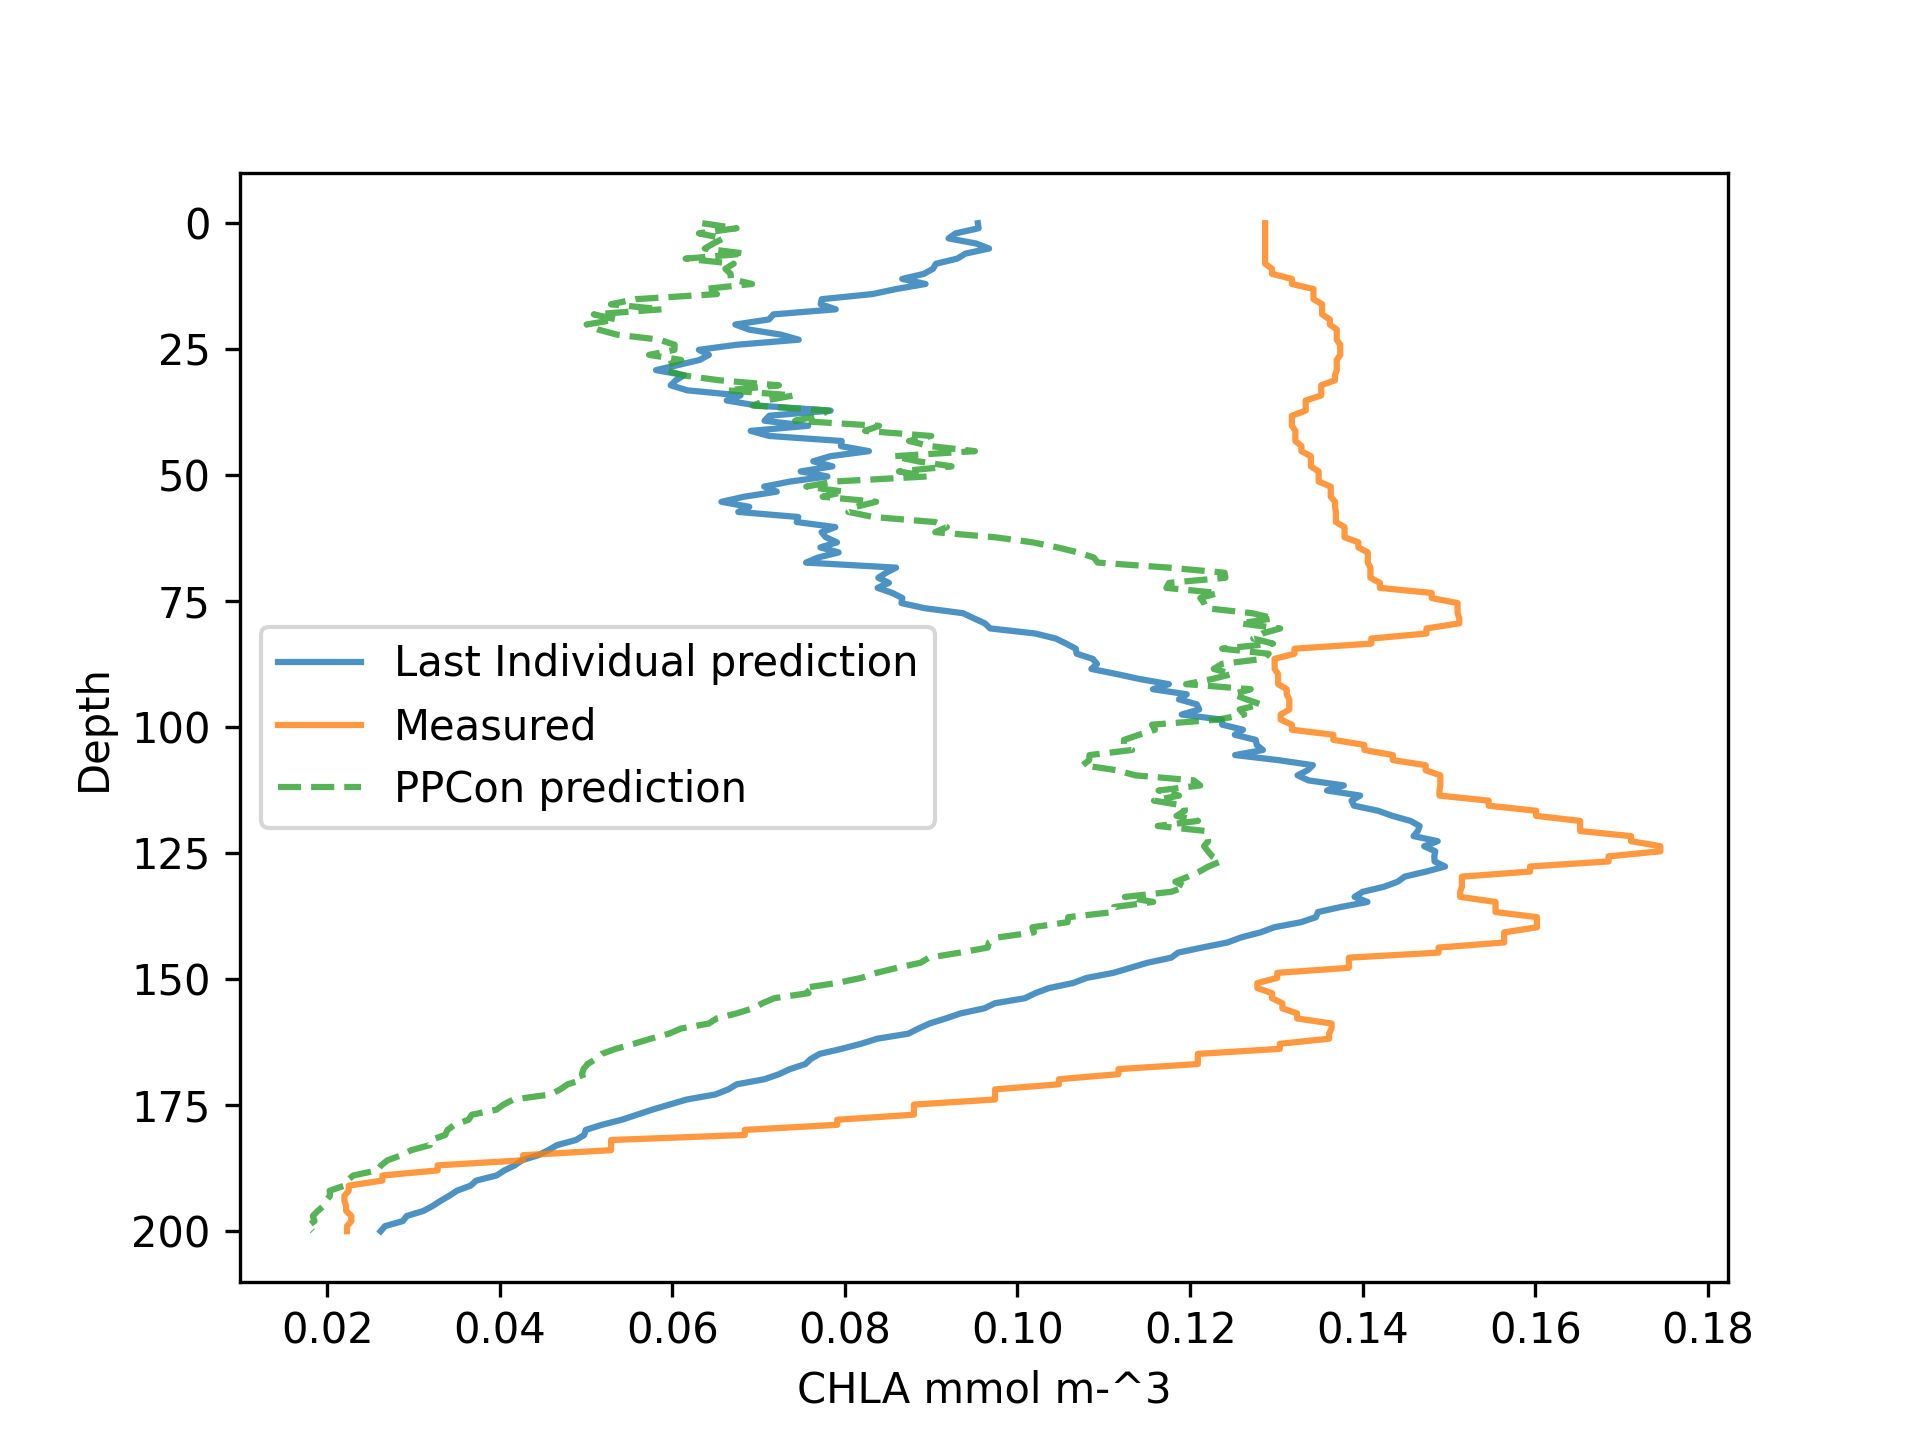 0
25
50
75
100
125
150
175
200
Depth
Last Individual prediction
Measured
PPCon prediction
0.02 0.04 0.06 0.08 0.10 0.12 0.14 0.16 0.18
CHLA mmol m-^3